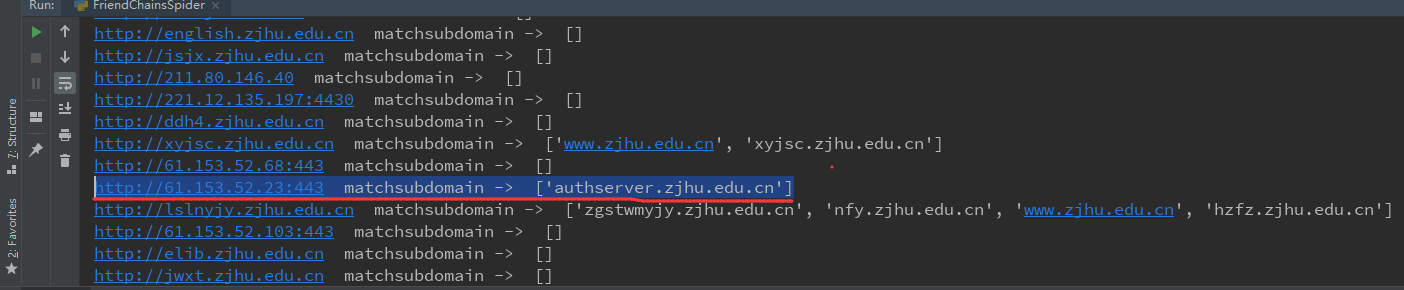 Run: FriendChainsSpider ×
[]
http://english.zjhu.edu.cn matchsubdomain -> []
http://jsjx.zjhu.edu.cn matchsubdomain -> []
http://211.80.146.40 matchsubdomain -> []
http://221.12.135.197:4430 matchsubdomain -> []
http://ddh4.zjhu.edu.cn matchsubdomain -> []
http://xyjsc.zjhu.edu.cn matchsubdomain -> ['www.zjhu.edu.cn', 'xyjsc.zjhu.edu.cn']
http://61.153.52.68:443 matchsubdomain -> []
http://61.153.52.23:443 matchsubdomain -> ['authserver.zjhu.edu.cn']
http://lslnyjy.zjhu.edu.cn matchsubdomain -> ['zgstwmyjy.zjhu.edu.cn', 'nfy.zjhu.edu.cn', 'www.zjhu.edu.cn', 'hzfz.zjhu.edu.cn']
http://61.153.52.103:443 matchsubdomain -> []
http://elib.zjhu.edu.cn matchsubdomain -> []
http://jwxt.zjhu.edu.cn matchsubdomain -> []
7: Structure
2: Favorites